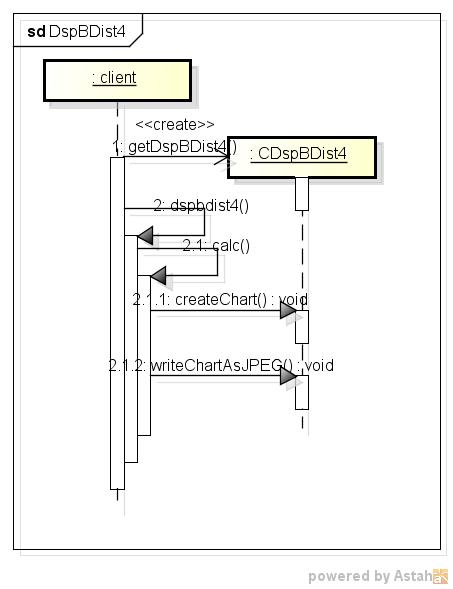 sd DspBDist4
: client
<<create>>
1: getDspBDist4()
: CDspBDist4
2: dspbdist4()
2.1: calc()
2.1.1: createChart() : void
2.1.2: writeChartAsJPEG() : void
powered by Astah